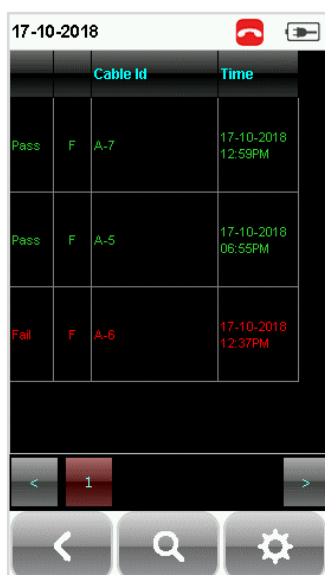 17-10-2018
Cable Id Time
Pass F A-7 17-10-2018
12:59PM
Pass F A-5 17-10-2018
06:55PM
Fail F A-6 17-10-2018
12:37PM
< 1 >